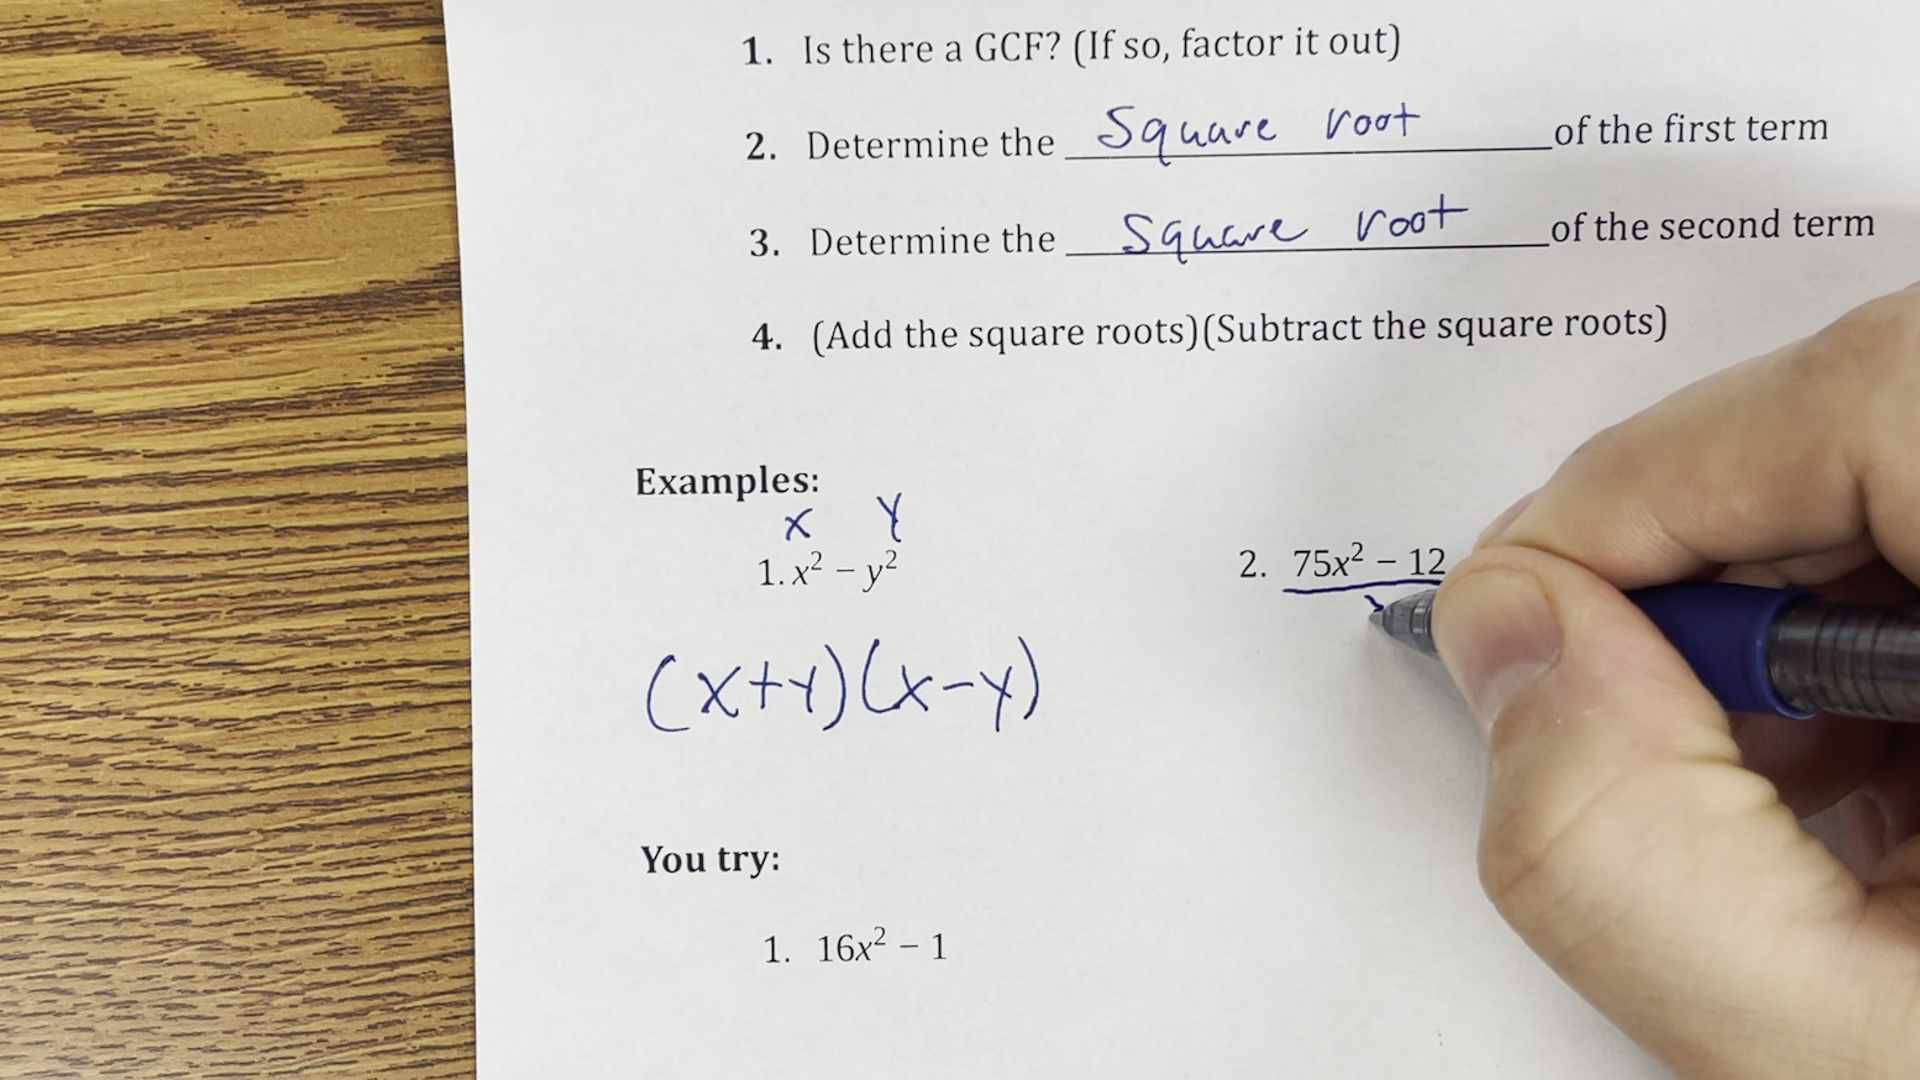 1. Is there a GCF? (If so, factor it out)
2. Determine the Square root of the first term
3. Determine the Square root of the second term
4. (Add the square roots)(Subtract the square roots)
Examples:
x y
1. x² − y²
2. 75x² − 12
(x+y)(x−y)
You try:
1. 16x² − 1